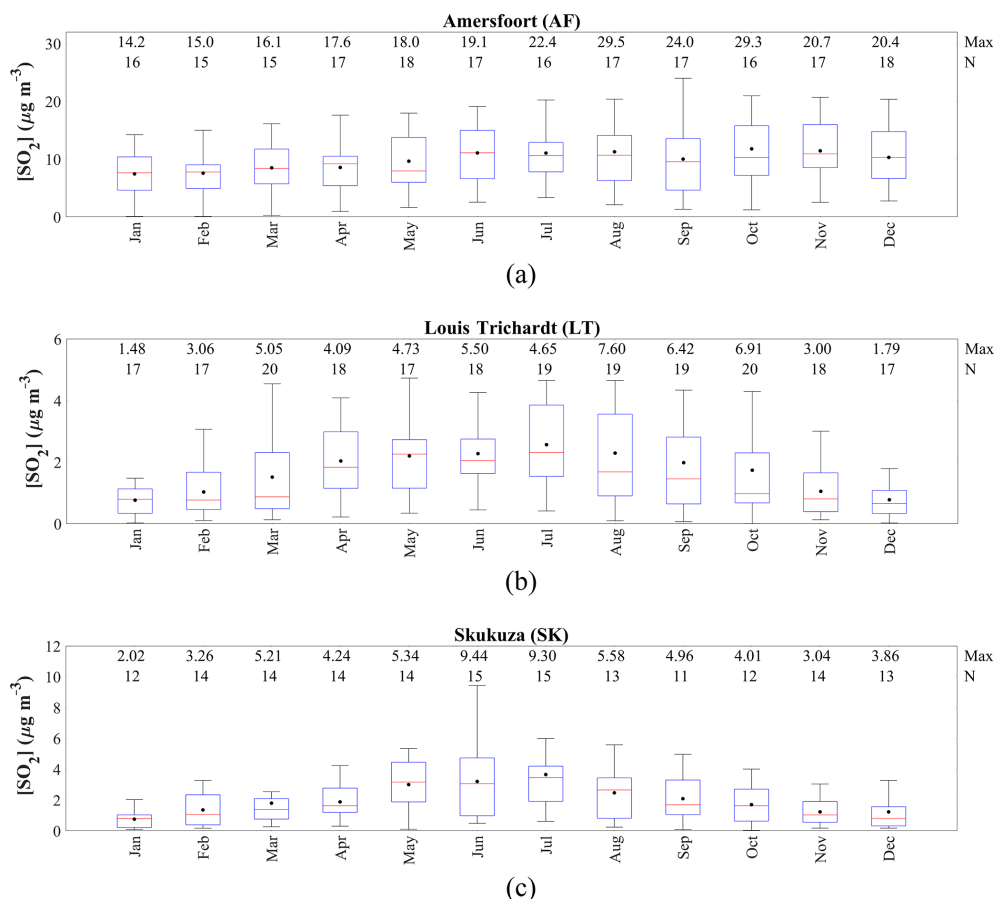 Amersfoort (AF)
30 14.2 15.0 16.1 17.6 18.0 19.1 22.4 29.5 24.0 29.3 20.7 20.4 Max
16 15 15 17 18 17 16 17 17 16 17 18 N
20
10
0
[SO2] (μg m−3)
Jan Feb Mar Apr May Jun Jul Aug Sep Oct Nov Dec
(a)
Louis Trichardt (LT)
6
1.48 3.06 5.05 4.09 4.73 5.50 4.65 7.60 6.42 6.91 3.00 1.79 Max
17 17 20 18 17 18 19 19 19 20 18 17 N
4
2
0
[SO2] (μg m−3)
Jan Feb Mar Apr May Jun Jul Aug Sep Oct Nov Dec
(b)
Skukuza (SK)
12
2.02 3.26 5.21 4.24 5.34 9.44 9.30 5.58 4.96 4.01 3.04 3.86 Max
10 12 14 14 14 14 15 15 13 11 12 14 13 N
8
6
4
2
0
[SO2] (μg m−3)
Jan Feb Mar Apr May Jun Jul Aug Sep Oct Nov Dec
(c)